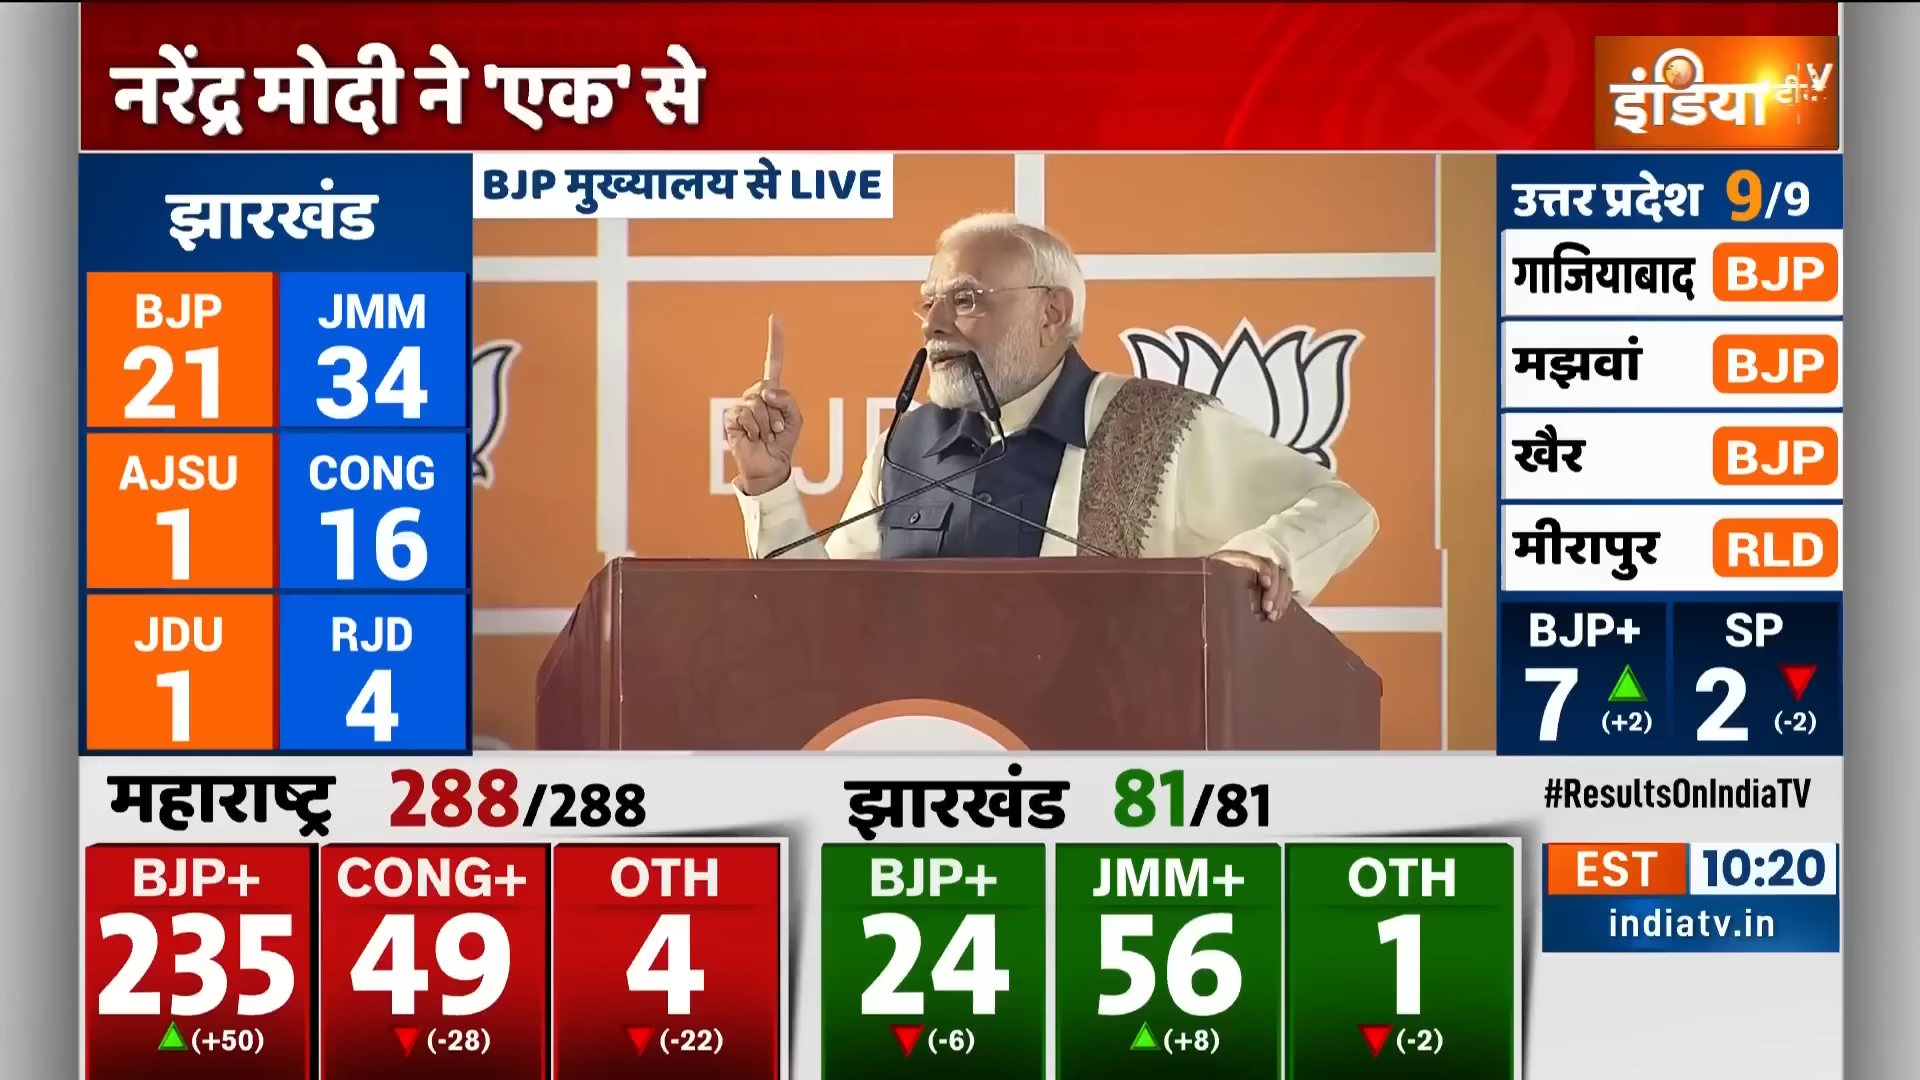 नरेंद्र मोदी ने 'एक' से
इंडिया टीवी
झारखंड
BJP
21
JMM
34
AJSU
1
CONG
16
JDU
1
RJD
4
BJP मुख्यालय से LIVE
BJP
उत्तर प्रदेश 9/9
गाजियाबाद BJP
मझवां BJP
खैर BJP
मीरापुर RLD
BJP+
7
(+2)
SP
2
(-2)
महाराष्ट्र 288/288
BJP+
235
(+50)
CONG+
49
(-28)
OTH
4
(-22)
झारखंड 81/81
BJP+
24
(-6)
JMM+
56
(+8)
OTH
1
(-2)
#ResultsOnIndiaTV
EST 10:20
indiatv.in